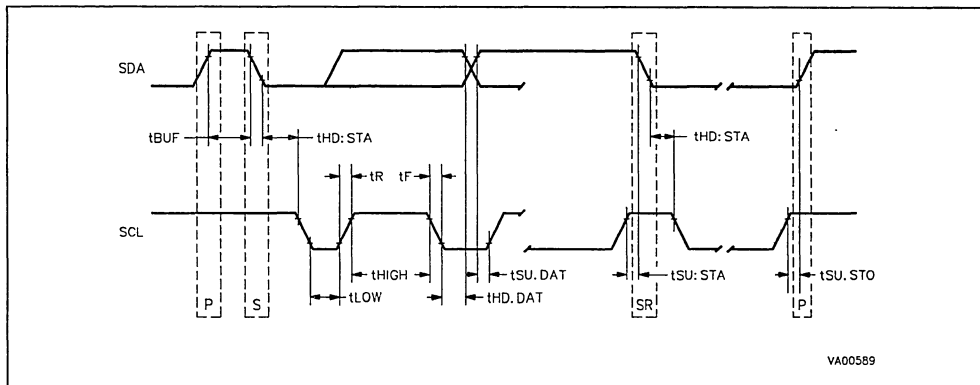 SDA
tBUF
tHD: STA
tHD: STA
tR
tF
SCL
tHIGH
tSU. DAT
tSU: STA
tSU. STO
tLOW
tHD. DAT
P
S
SR
P
VA00589